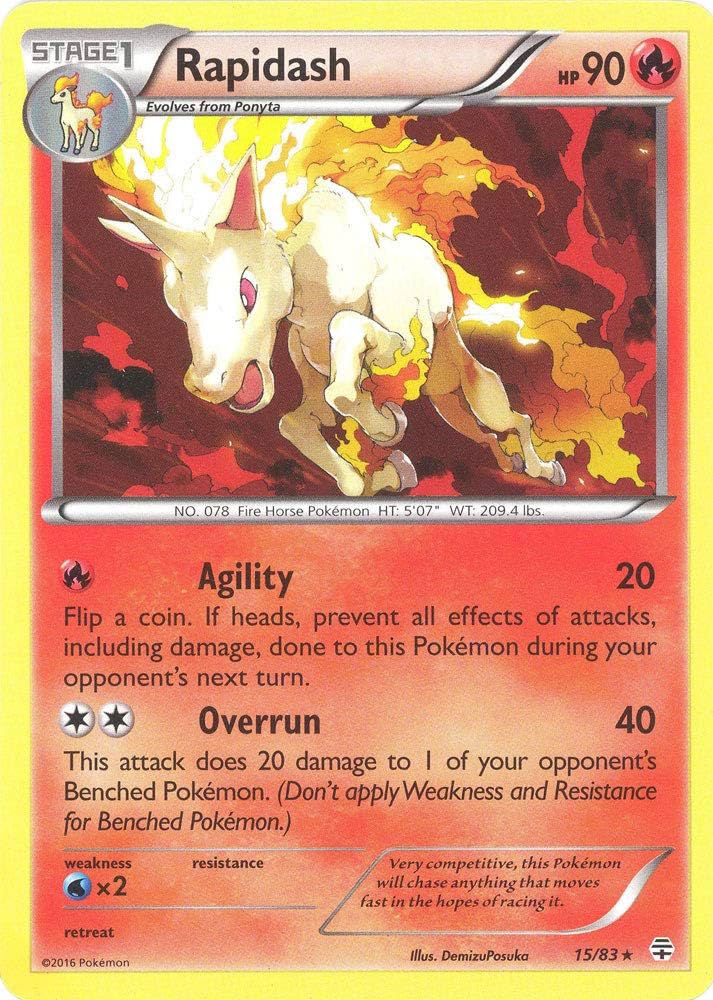 STAGE1
Rapidash
HP 90
Evolves from Ponyta
NO. 078 Fire Horse Pokémon HT: 5'07" WT: 209.4 lbs.
Agility 20
Flip a coin. If heads, prevent all effects of attacks,
including damage, done to this Pokémon during your
opponent's next turn.
Overrun 40
This attack does 20 damage to 1 of your opponent's
Benched Pokémon. (Don't apply Weakness and Resistance
for Benched Pokémon.)
weakness resistance
×2
retreat
Very competitive, this Pokémon
will chase anything that moves
fast in the hopes of racing it.
©2016 Pokémon
Illus. DemizuPosuka
15/83 ★